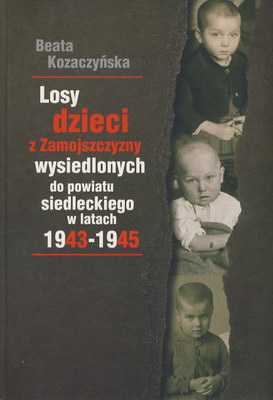 Beata
Kozaczyńska
Losy
dzieci
z Zamojszczyzny
wysiedlonych
do powiatu
siedleckiego
w latach
1943-1945